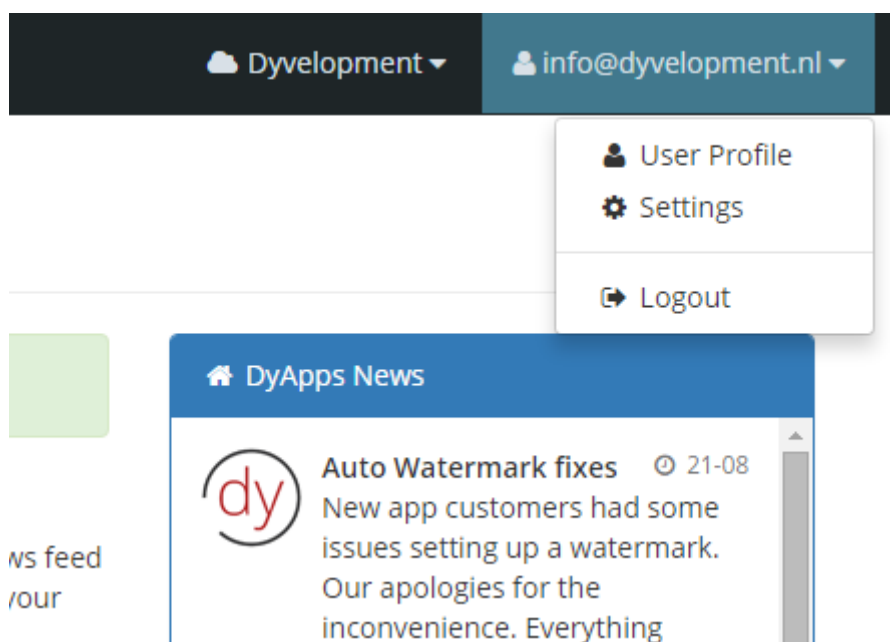 Dyvelopment
info@dyvelopment.nl
User Profile
Settings
Logout
DyApps News
dy
Auto Watermark fixes 21-08
New app customers had some
issues setting up a watermark.
Our apologies for the
inconvenience. Everything
ws feed
your